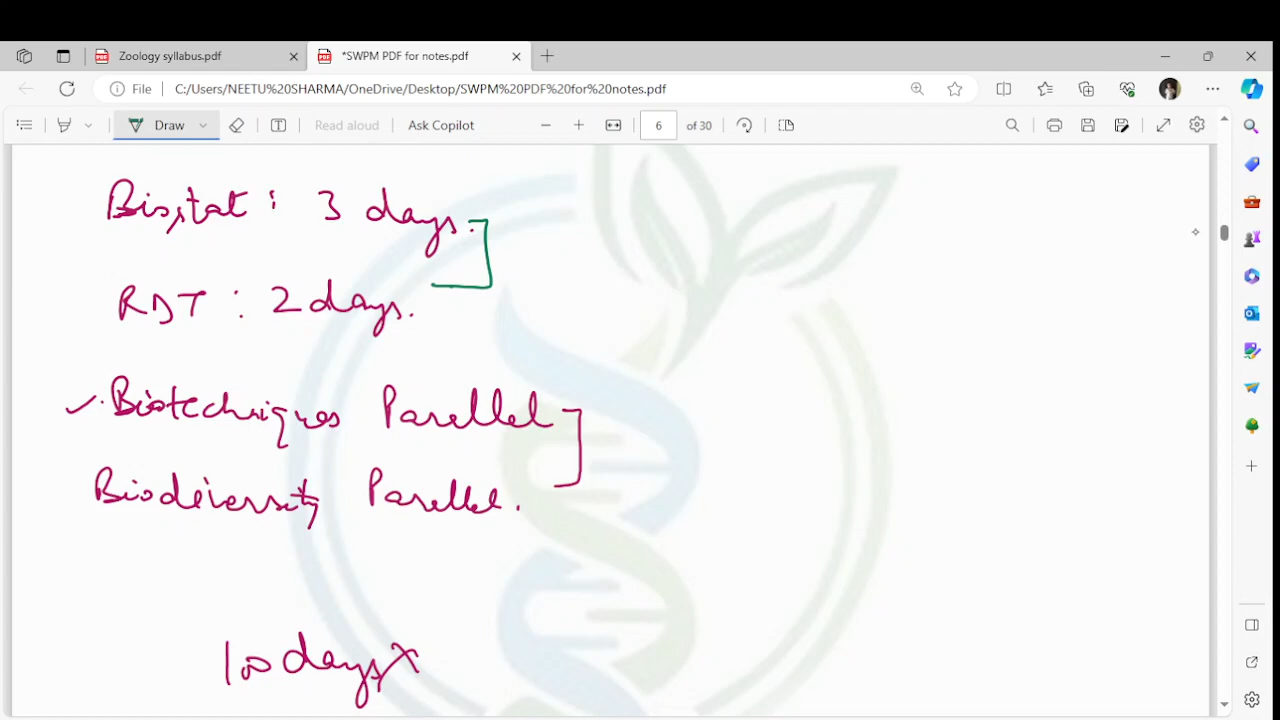 Zoology syllabus.pdf
*SWPM PDF for notes.pdf
File C:/Users/NEETU%20SHARMA/OneDrive/Desktop/SWPM%20PDF%20for%20notes.pdf
Draw Read aloud Ask Copilot 6 of 30
Biostat: 3 days.
RDT: 2 days.
Biotechniques Parellel
Biodiversity Parellel.
100 days x